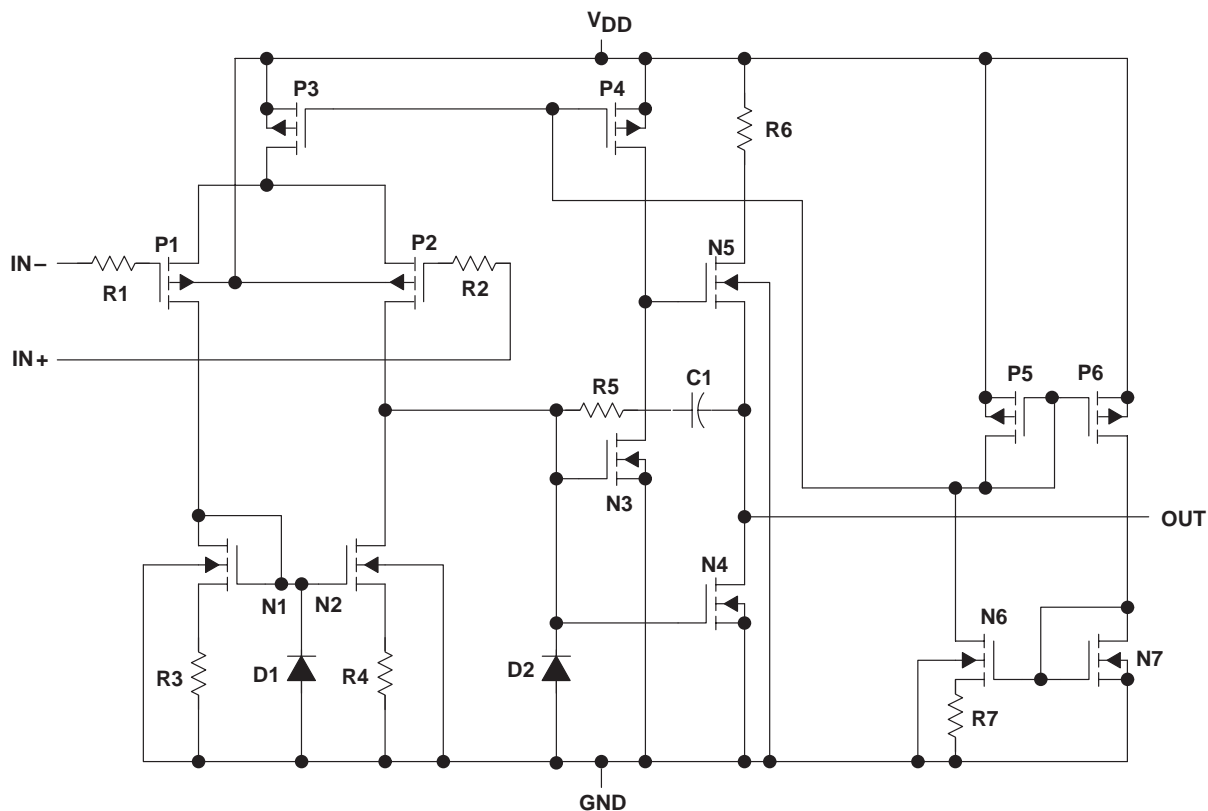 VDD
P3
P4
R6
P1
P2
N5
IN−
R1
R2
IN+
P5
P6
R5
C1
N3
OUT
N4
N1
N2
N6
N7
R3
D1
R4
D2
R7
GND